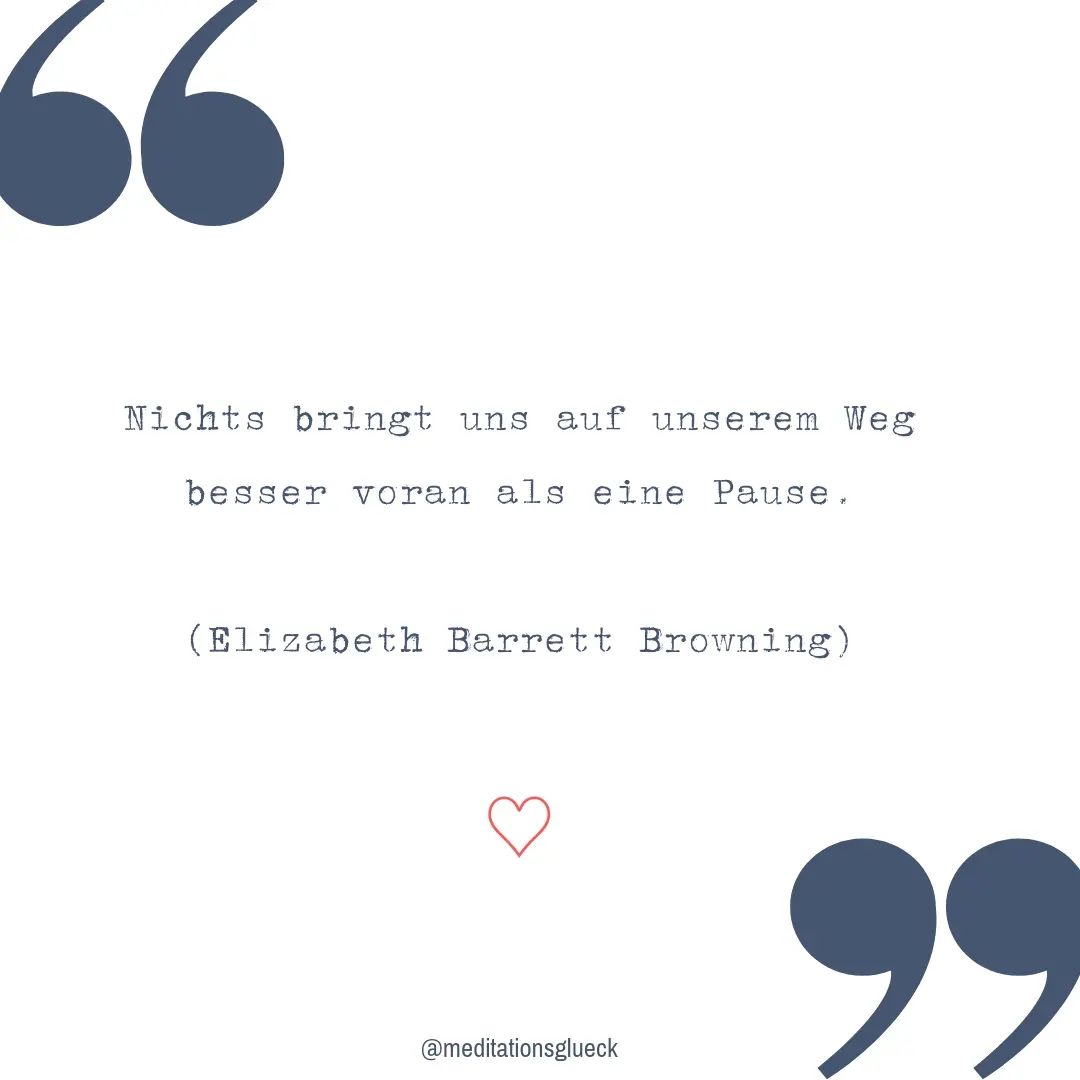 Nichts bringt uns auf unserem Weg
besser voran als eine Pause.
(Elizabeth Barrett Browning)
@meditationsglueck